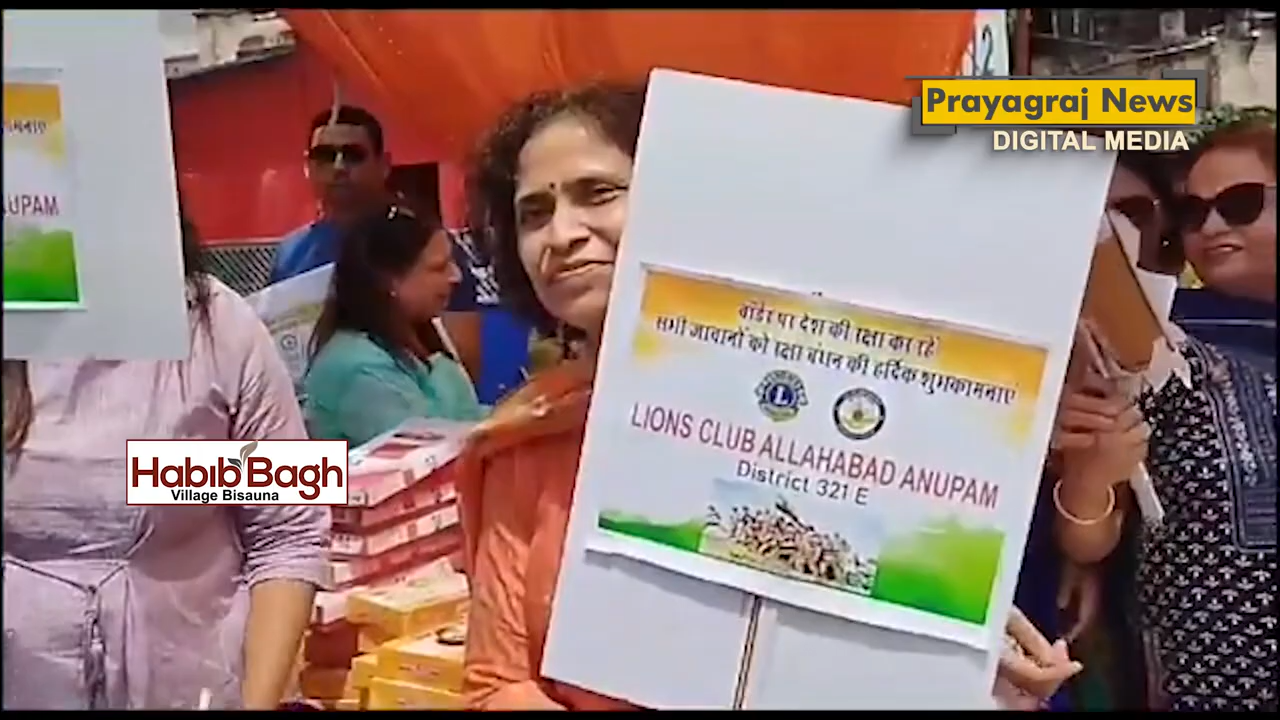 Prayagraj News
DIGITAL MEDIA
बॉर्डर पर देश की रक्षा कर रहे
सभी जावानों को रक्षा बंधन की हार्दिक शुभकामनाएं
LIONS CLUB ALLAHABAD ANUPAM
District 321 E
Habib Bagh
Village Bisauna
UPAM